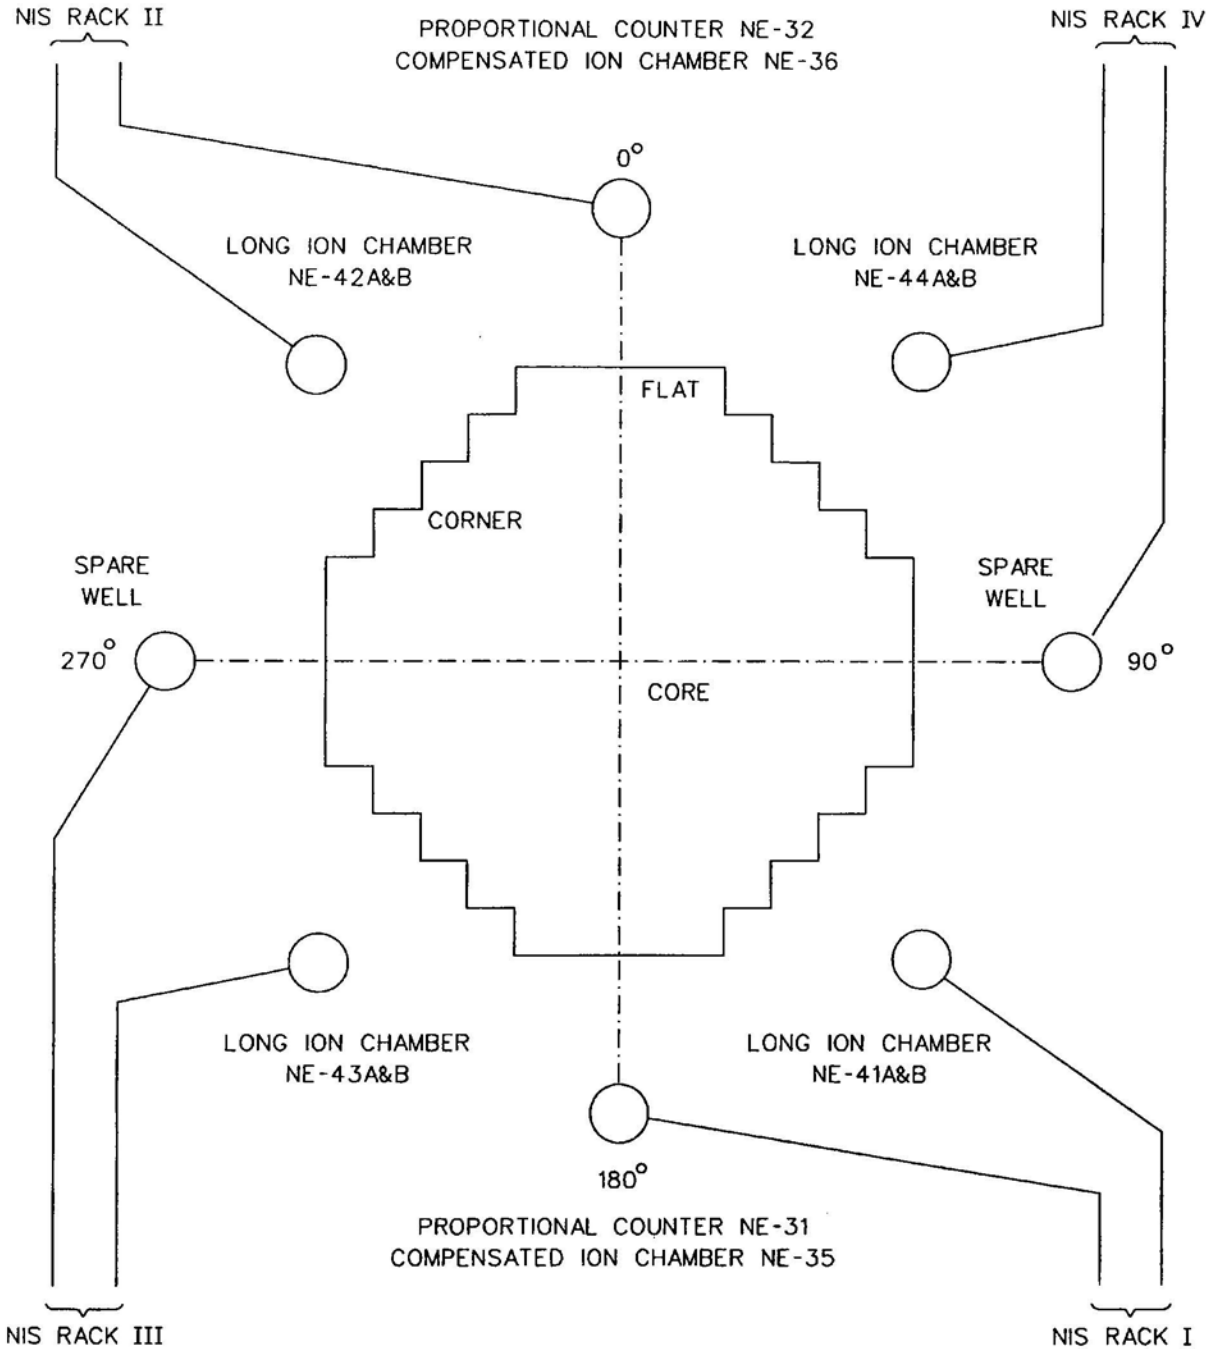 NIS RACK II
PROPORTIONAL COUNTER NE-32
COMPENSATED ION CHAMBER NE-36
NIS RACK IV
0°
LONG ION CHAMBER
NE-42A&B
LONG ION CHAMBER
NE-44A&B
FLAT
CORNER
SPARE
WELL
270°
SPARE
WELL
90°
CORE
LONG ION CHAMBER
NE-43A&B
LONG ION CHAMBER
NE-41A&B
180°
PROPORTIONAL COUNTER NE-31
COMPENSATED ION CHAMBER NE-35
NIS RACK III
NIS RACK I